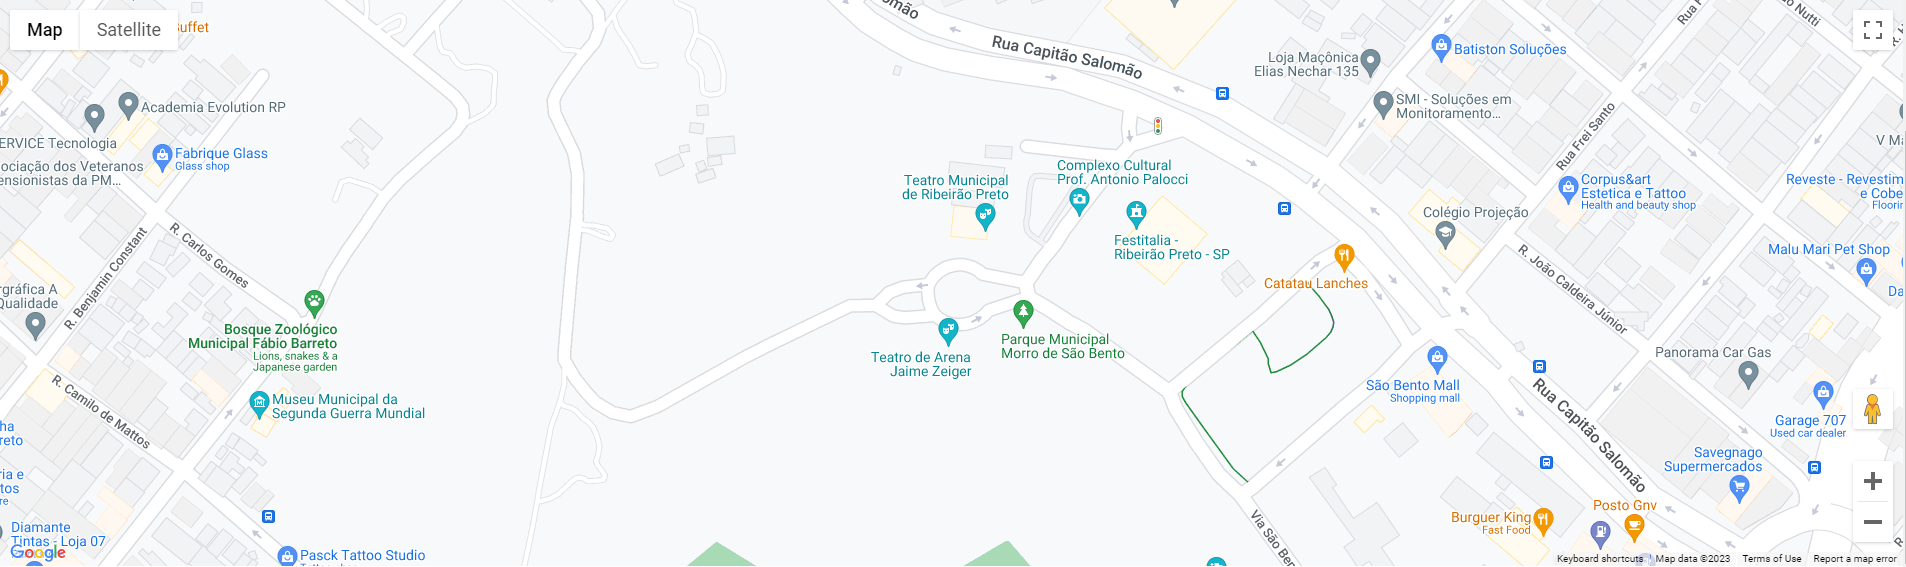 Map
Satellite
Buffet
Rua Capitão Salomão
Loja Maçônica
Elias Nechar 135
Batiston Soluções
SMI - Soluções em
Monitoramento...
Rua Frei Santo
Academia Evolution RP
ERVICE Tecnologia
Fabrique Glass
Glass shop
ociação dos Veteranos
ensionistas da PM...
Complexo Cultural
Prof. Antonio Palocci
Teatro Municipal
de Ribeirão Preto
Corpus&art
Estetica e Tattoo
Health and beauty shop
Reveste - Revestim
e Cobe
Floorir
Colégio Projeção
Festitalia -
Ribeirão Preto - SP
R. Carlos Gomes
R. Benjamin Constant
R. João Caldeira Júnior
Malu Mari Pet Shop
Catatau Lanches
rgráfica A
Qualidade
Bosque Zoológico
Municipal Fábio Barreto
Lions, snakes & a
Japanese garden
Parque Municipal
Morro de São Bento
Teatro de Arena
Jaime Zeiger
Panorama Car Gas
São Bento Mall
Shopping mall
R. Camilo de Mattos
Museu Municipal da
Segunda Guerra Mundial
Rua Capitão Salomão
Garage 707
Used car dealer
Savegnago
Supermercados
Posto Gnv
Burguer King
Fast Food
Via São Ber
Diamante
Tintas - Loja 07
Google
Pasck Tattoo Studio
Keyboard shortcuts
Map data ©2023
Terms of Use
Report a map error